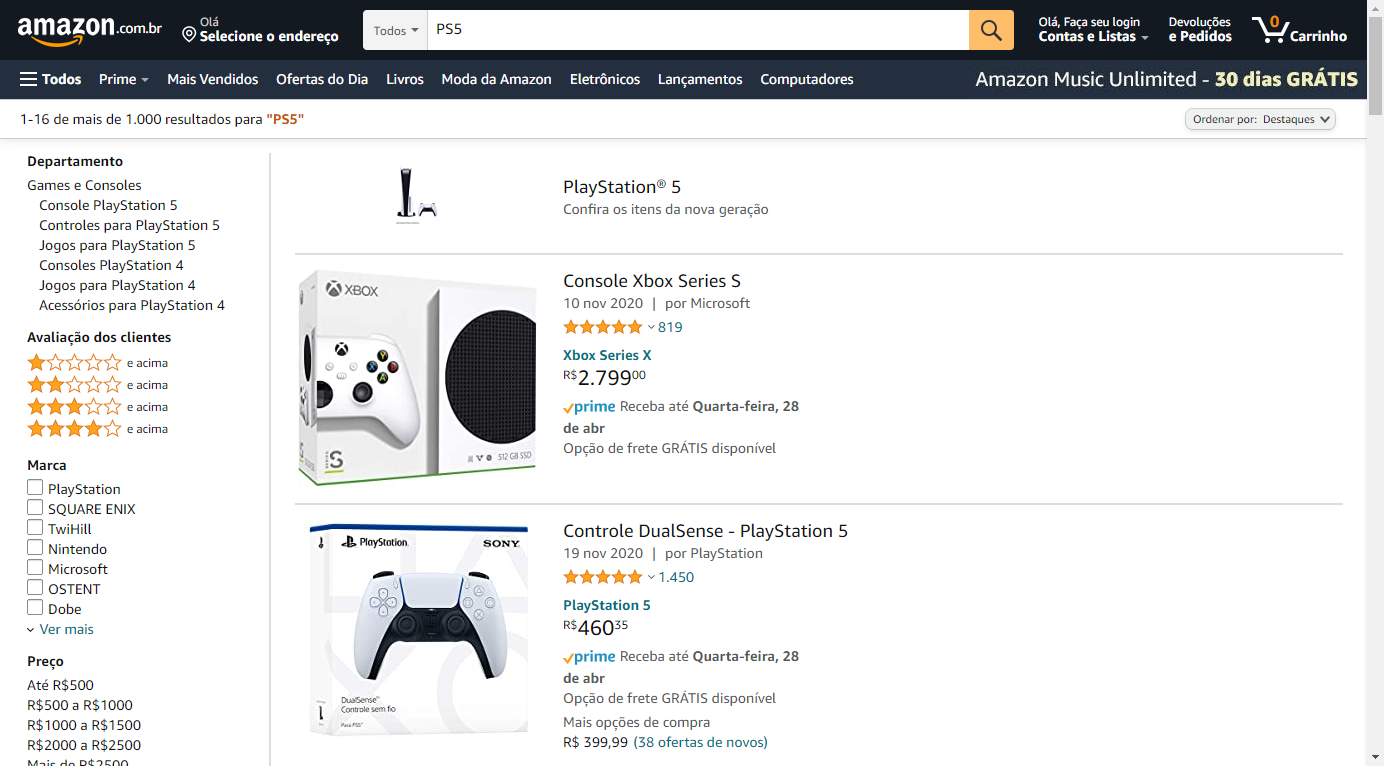 amazon.com.br
Olá
Selecione o endereço
Todos
PS5
Olá, Faça seu login
Contas e Listas
Devoluções
e Pedidos
0
Carrinho
Todos
Prime
Mais Vendidos
Ofertas do Dia
Livros
Moda da Amazon
Eletrônicos
Lançamentos
Computadores
Amazon Music Unlimited - 30 dias GRÁTIS
1-16 de mais de 1.000 resultados para "PS5"
Ordenar por: Destaques
Departamento
Games e Consoles
Console PlayStation 5
Controles para PlayStation 5
Jogos para PlayStation 5
Consoles PlayStation 4
Jogos para PlayStation 4
Acessórios para PlayStation 4
Avaliação dos clientes
e acima
e acima
e acima
e acima
Marca
PlayStation
SQUARE ENIX
TwiHill
Nintendo
Microsoft
OSTENT
Dobe
Ver mais
Preço
Até R$500
R$500 a R$1000
R$1000 a R$1500
R$2000 a R$2500
Mais de R$2500
PlayStation® 5
Confira os itens da nova geração
XBOX
Y
X
B
A
SERIES
S
512 GB SSD
Console Xbox Series S
10 nov 2020 | por Microsoft
819
Xbox Series X
R$2.79900
prime Receba até Quarta-feira, 28
de abr
Opção de frete GRÁTIS disponível
PlayStation.
SONY
DualSense™
Controle sem fio
Para PS5™
Controle DualSense - PlayStation 5
19 nov 2020 | por PlayStation
1.450
PlayStation 5
R$46035
prime Receba até Quarta-feira, 28
de abr
Opção de frete GRÁTIS disponível
Mais opções de compra
R$ 399,99 (38 ofertas de novos)